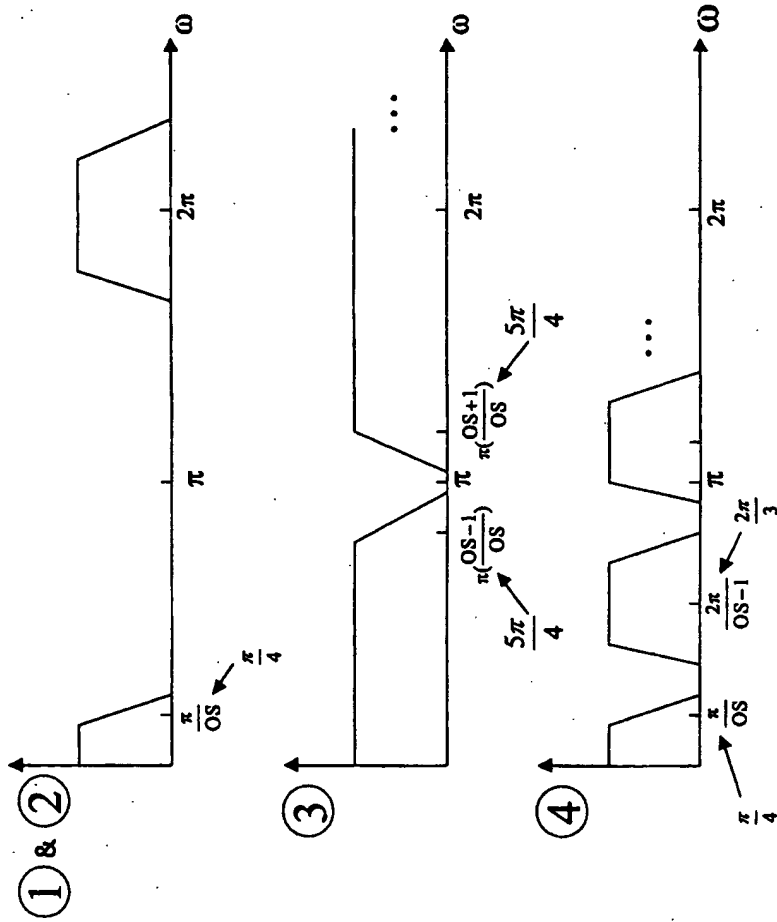 ① & ②
π/OS
π/4
π
2π
ω
③
π(OS−1/OS)
5π/4
π
π(OS+1/OS)
5π/4
2π
ω
...
④
π/OS
π/4
2π/OS−1
2π/3
π
...
2π
ω